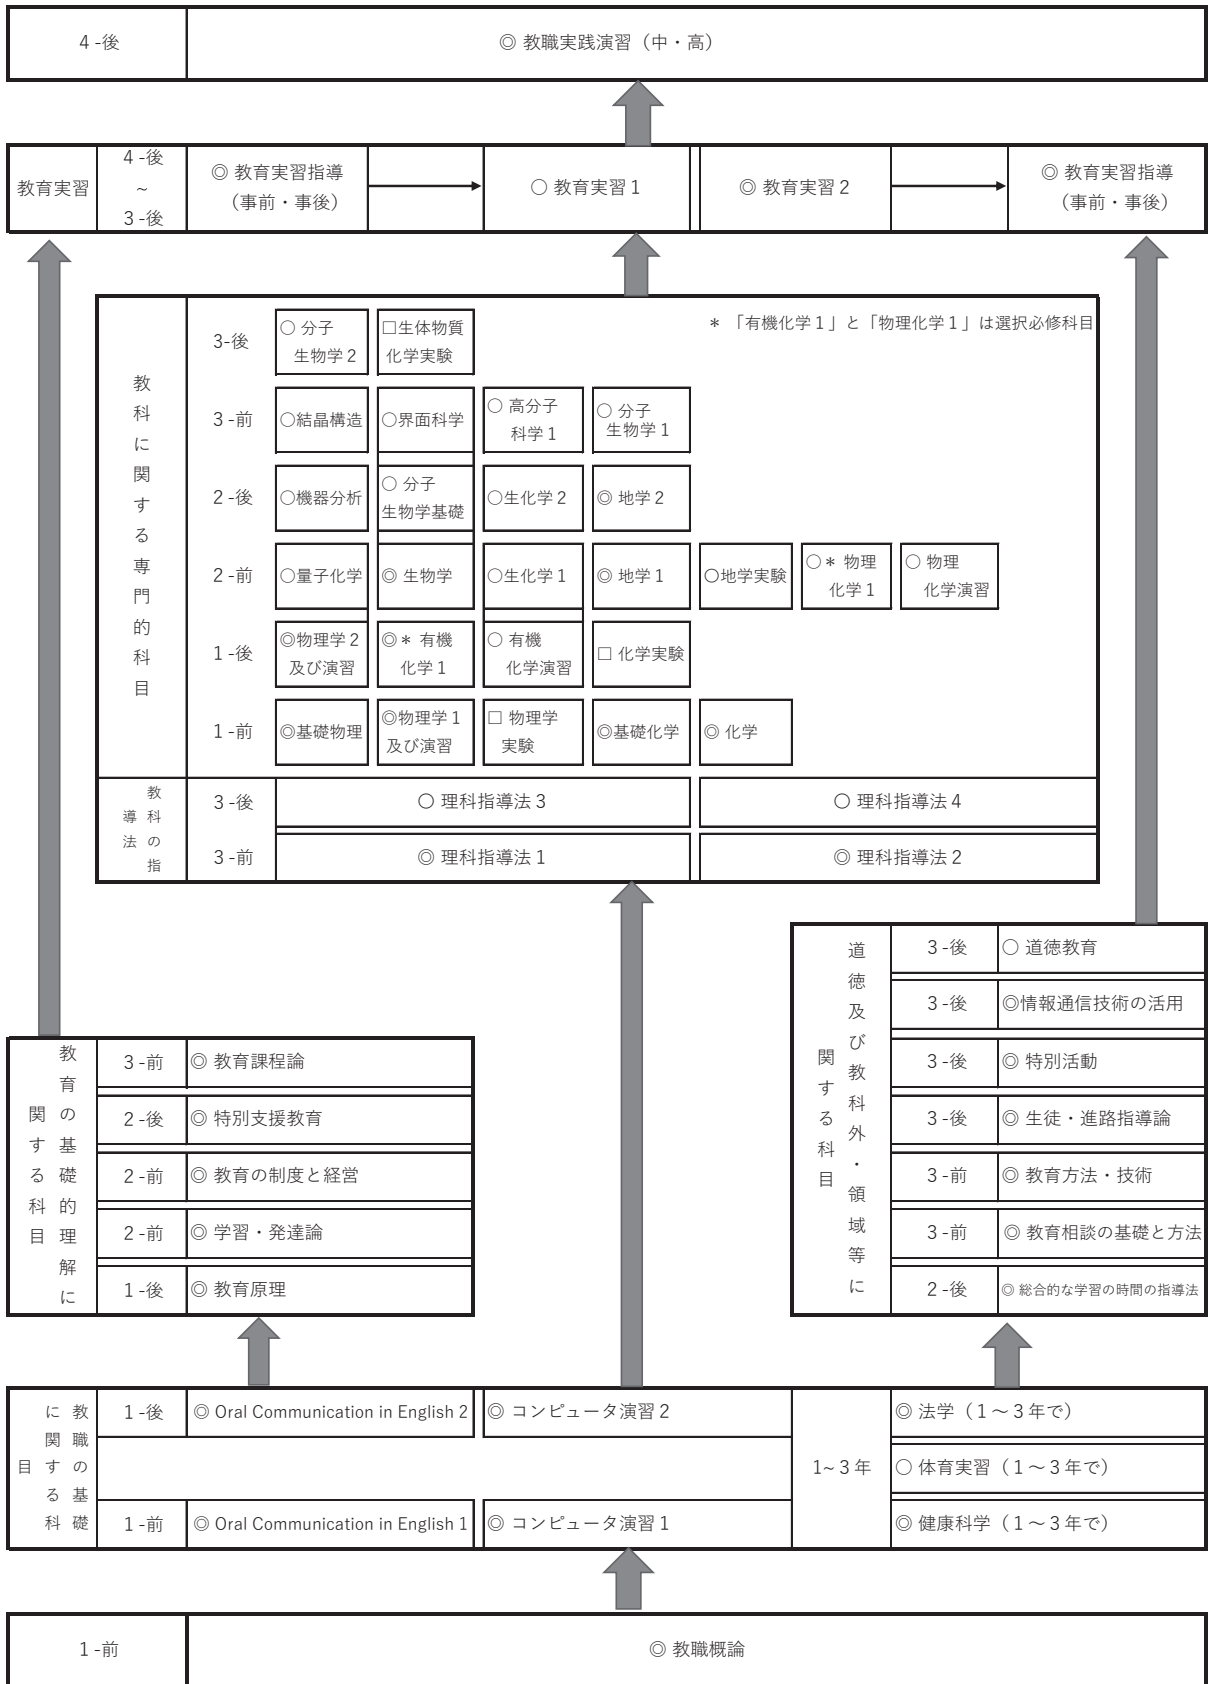 4-後
◎ 教職実践演習（中・高）
教育実習
4-後
~
3-後
◎ 教育実習指導
（事前・事後）
○ 教育実習1
◎ 教育実習2
◎ 教育実習指導
（事前・事後）
教科に関する専門的科目
＊ 「有機化学1」と「物理化学1」は選択必修科目
3-後
○ 分子
生物学2
□生体物質
化学実験
3-前
○結晶構造
○界面科学
○ 高分子
科学1
○ 分子
生物学1
2-後
○機器分析
○ 分子
生物学基礎
○生化学2
◎ 地学2
2-前
○量子化学
◎ 生物学
○生化学1
◎ 地学1
○地学実験
○＊ 物理
化学1
○ 物理
化学演習
1-後
◎物理学2
及び演習
◎＊ 有機
化学1
○ 有機
化学演習
□ 化学実験
1-前
◎基礎物理
◎物理学1
及び演習
□ 物理学
実験
◎基礎化学
◎ 化学
教科の指
導法
3-後
○ 理科指導法3
○ 理科指導法4
3-前
◎ 理科指導法1
◎ 理科指導法2
道徳及び教科外・領域等に
関する科目
3-後
○ 道徳教育
3-後
◎情報通信技術の活用
3-後
◎ 特別活動
3-後
◎ 生徒・進路指導論
3-前
◎ 教育方法・技術
3-前
◎ 教育相談の基礎と方法
2-後
◎ 総合的な学習の時間の指導法
教育の基礎的理解に
関する科目
3-前
◎ 教育課程論
2-後
◎ 特別支援教育
2-前
◎ 教育の制度と経営
2-前
◎ 学習・発達論
1-後
◎ 教育原理
教職の基礎
に関する科
目
1-後
◎ Oral Communication in English 2
◎ コンピュータ演習2
1-前
◎ Oral Communication in English 1
◎ コンピュータ演習1
1~3年
◎ 法学（1～3年で）
○ 体育実習（1～3年で）
◎ 健康科学（1～3年で）
1-前
◎ 教職概論